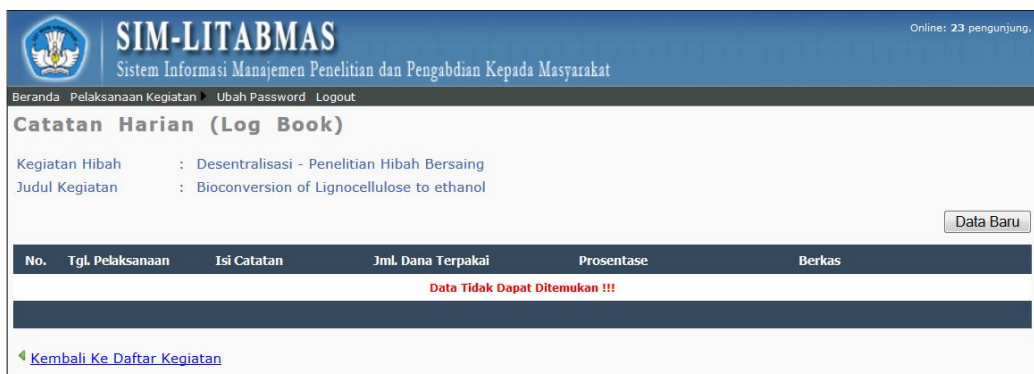 SIM-LITABMAS
Online: 23 pengunjung.
Sistem Informasi Manajemen Penelitian dan Pengabdian Kepada Masyarakat
Beranda Pelaksanaan Kegiatan Ubah Password Logout
Catatan Harian (Log Book)
Kegiatan Hibah : Desentralisasi - Penelitian Hibah Bersaing
Judul Kegiatan : Bioconversion of Lignocellulose to ethanol
Data Baru
No. Tgl. Pelaksanaan Isi Catatan Jml. Dana Terpakai Prosentase Berkas
Data Tidak Dapat Ditemukan !!!
Kembali Ke Daftar Kegiatan